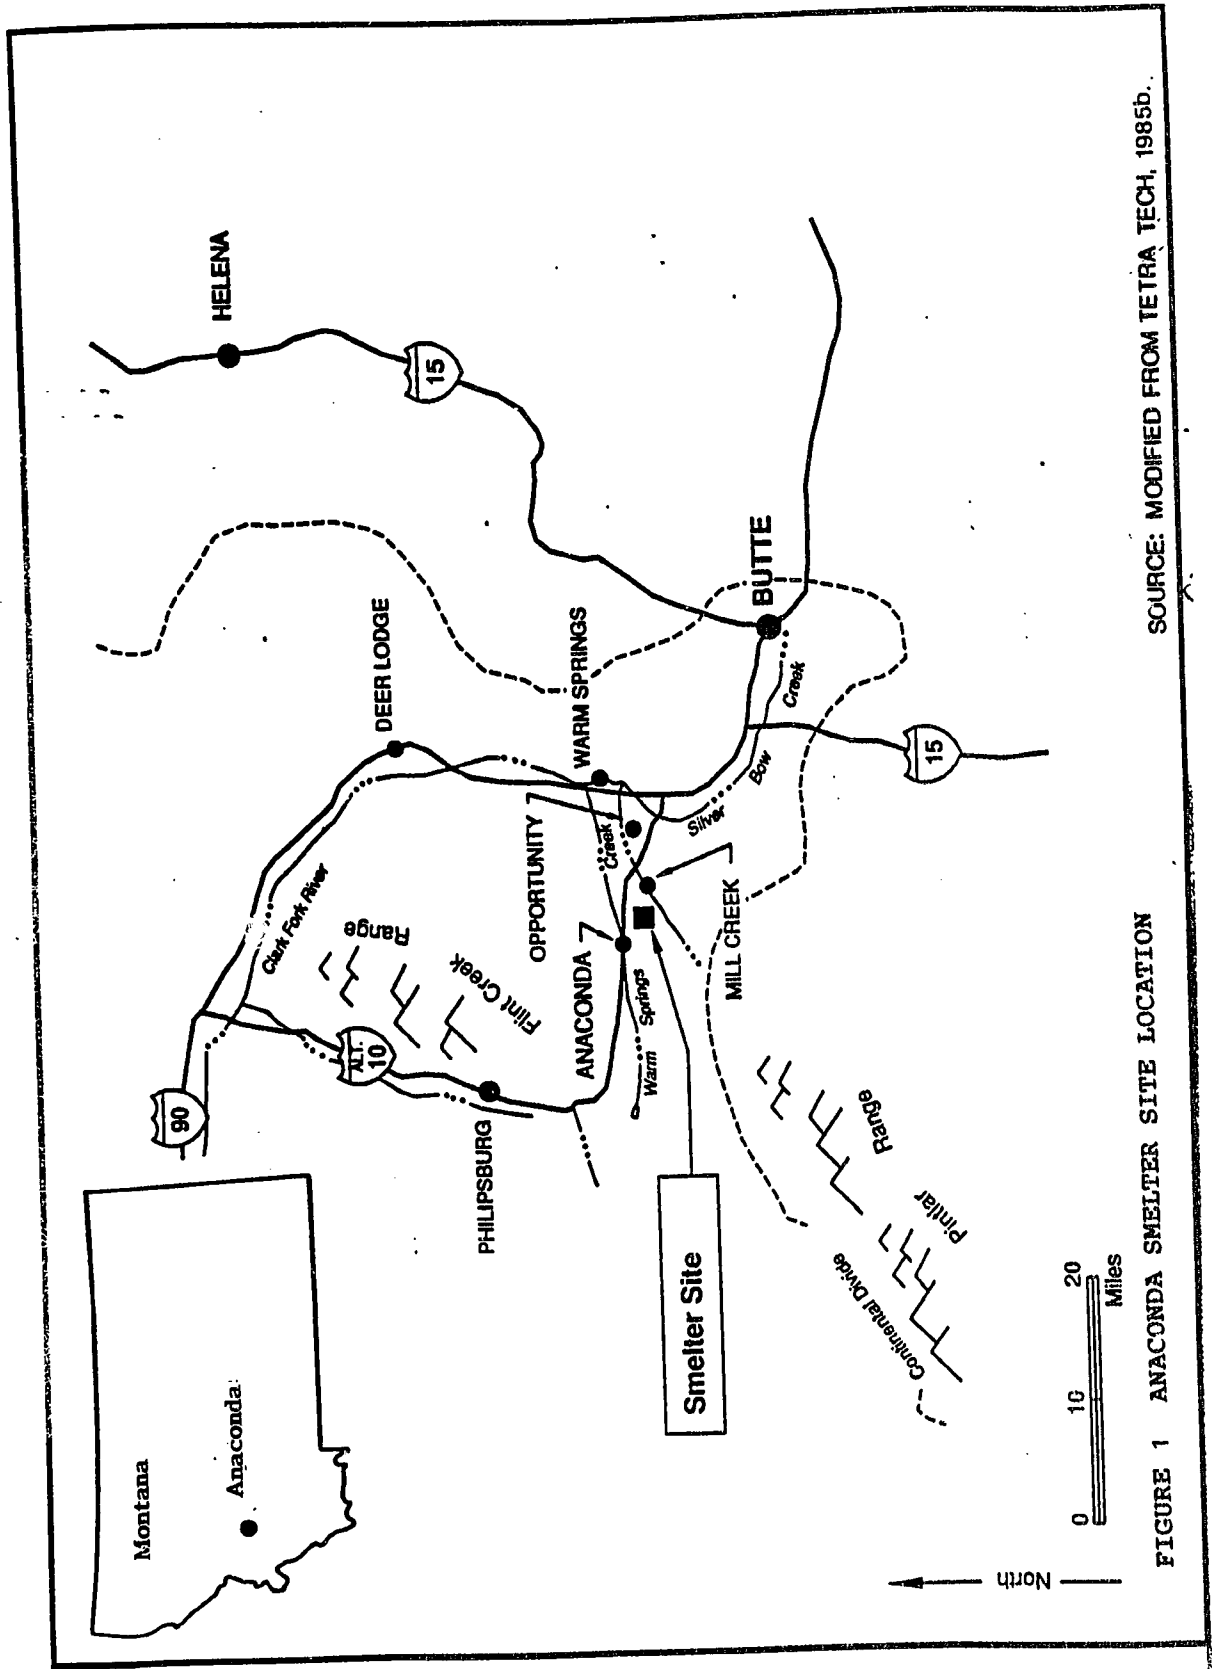 Montana
Anaconda
90
ALT.
10
15
HELENA
DEER LODGE
Clark Fork River
Flint Creek
Range
PHILIPSBURG
WARM SPRINGS
OPPORTUNITY
ANACONDA
Creek
Springs
Warm
MILL CREEK
Silver
Bow
Creek
BUTTE
15
Smelter Site
Continental Divide
Pintlar
Range
North
0 10 20
Miles
FIGURE 1 ANACONDA SMELTER SITE LOCATION
SOURCE: MODIFIED FROM TETRA TECH, 1985b.